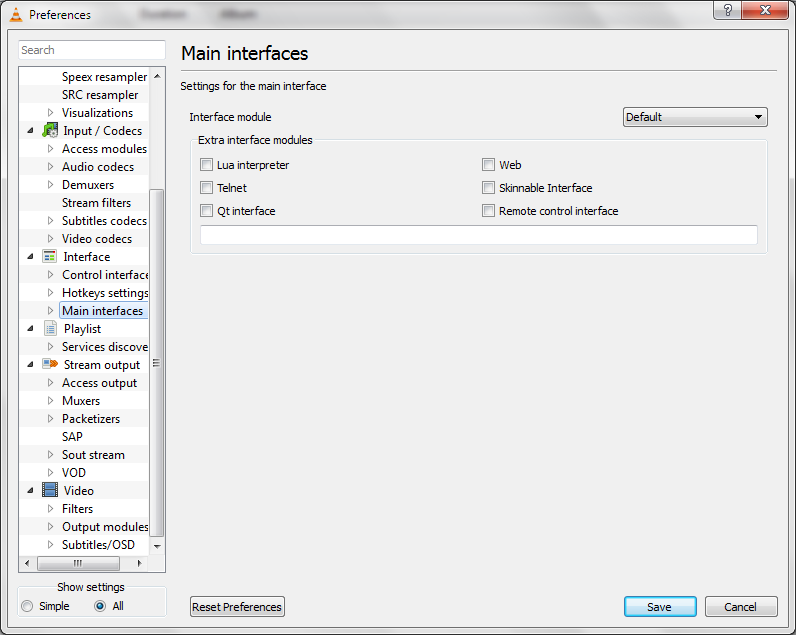 Preferences
Duration Album
Search
Speex resampler
SRC resampler
Visualizations
Input / Codecs
Access modules
Audio codecs
Demuxers
Stream filters
Subtitles codecs
Video codecs
Interface
Control interface
Hotkeys settings
Main interfaces
Playlist
Services discove
Stream output
Access output
Muxers
Packetizers
SAP
Sout stream
VOD
Video
Filters
Output modules
Subtitles/OSD
Show settings
Simple All
Main interfaces
Settings for the main interface
Interface module Default
Extra interface modules
Lua interpreter Web
Telnet Skinnable Interface
Qt interface Remote control interface
Reset Preferences Save Cancel